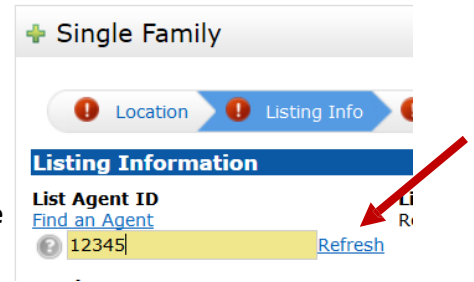 Single Family
Location Listing Info
Listing Information
List Agent ID
Find an Agent
12345 Refresh